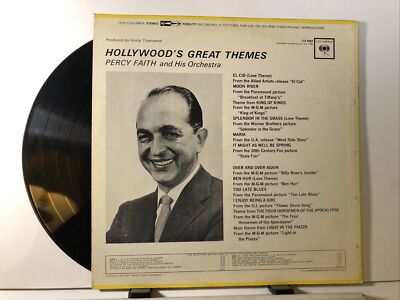 THIS COLUMBIA STEREO FIDELITY RECORDING IS
Produced by Irving Townsend
HOLLYWOOD'S GREAT THEMES
PERCY FAITH and His Orchestra
COLUMBIA
EL CID (Love Theme)
From the Allied Artists release "El Cid"
MOON RIVER
From the Paramount picture
"Breakfast at Tiffany's"
Theme from KING OF KINGS
From the M-G-M picture
"King of Kings"
SPLENDOR IN THE GRASS (Love Theme)
From the Warner Brothers picture
"Splendor in the Grass"
MARIA
From the U.A. release "West Side Story"
IT MIGHT AS WELL BE SPRING
From the 20th Century-Fox picture
"State Fair"
OVER AND OVER AGAIN
From the M-G-M picture "Billy Rose's Jumbo"
BEN HUR (Love Theme)
From the M-G-M picture "Ben Hur"
TOO LATE BLUES
From the Paramount picture "Too Late Blues"
I ENJOY BEING A GIRL
From the U.I. picture "Flower Drum Song"
Theme from THE FOUR HORSEMEN OF THE APOCALYPSE
From the M-G-M picture "The Four
Horsemen of the Apocalypse"
Main theme from LIGHT IN THE PIAZZA
From the M-G-M picture "Light in
the Piazza"